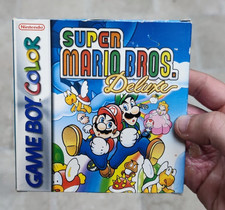 Nintendo
GAME BOY COLOR
SUPER
MARIO BROS.
Deluxe